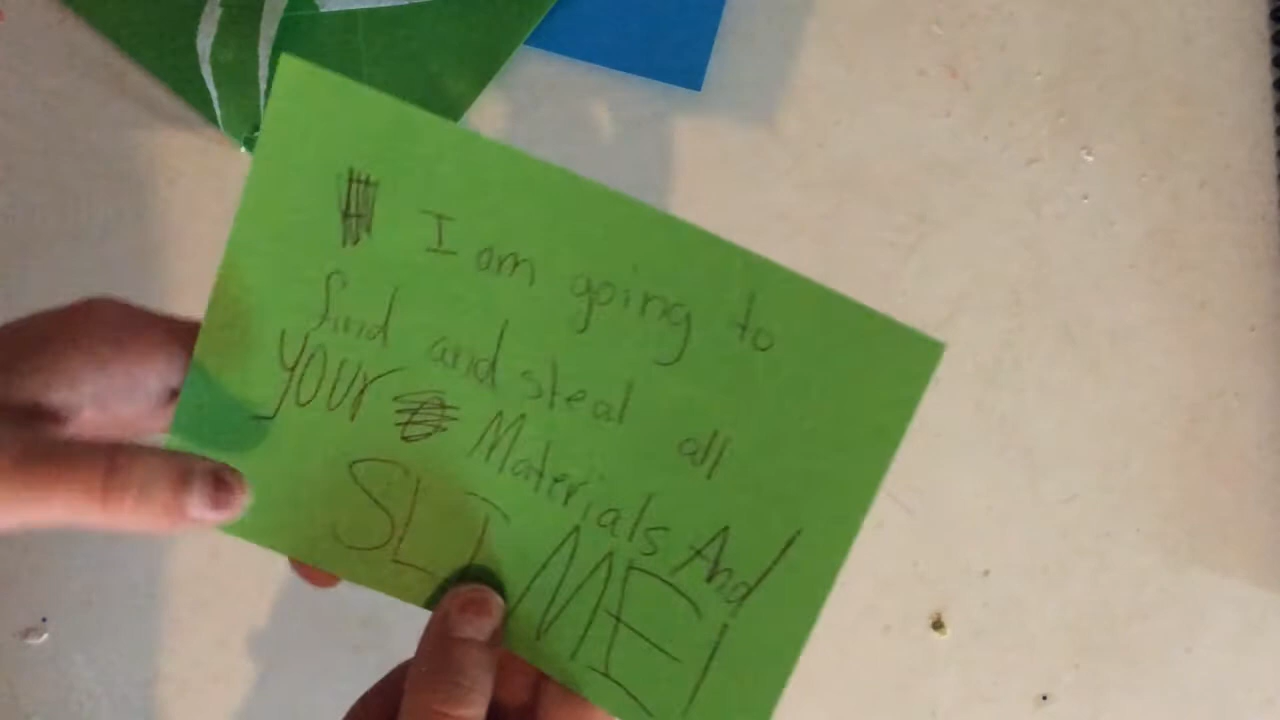 I am going to
find and steal all
your Materials And
SLIME!